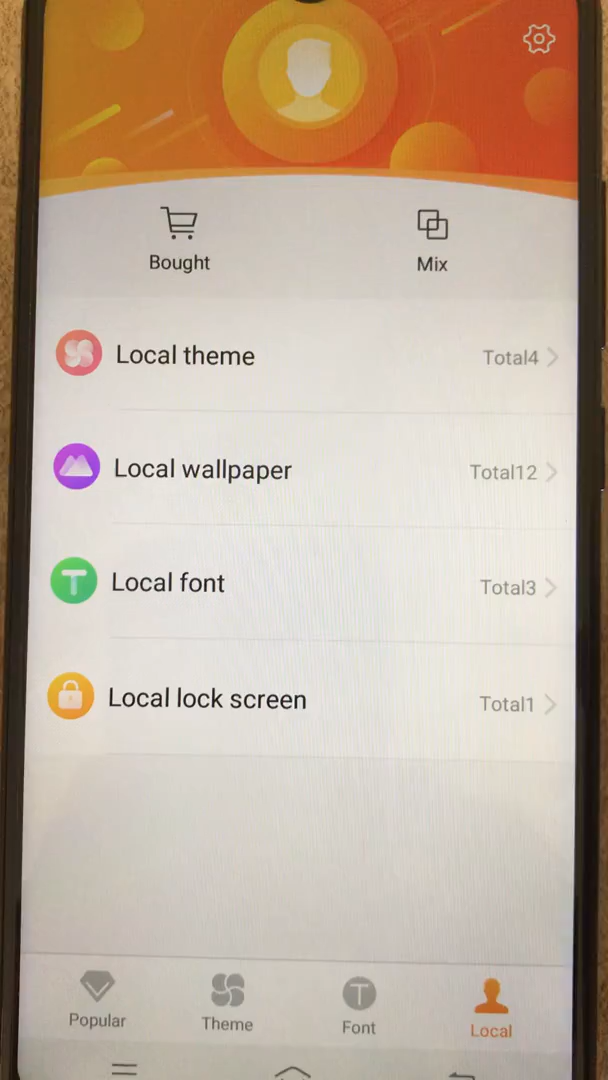 Bought
Mix
Local theme
Total4
Local wallpaper
Total12
Local font
Total3
Local lock screen
Total1
Popular
Theme
Font
Local